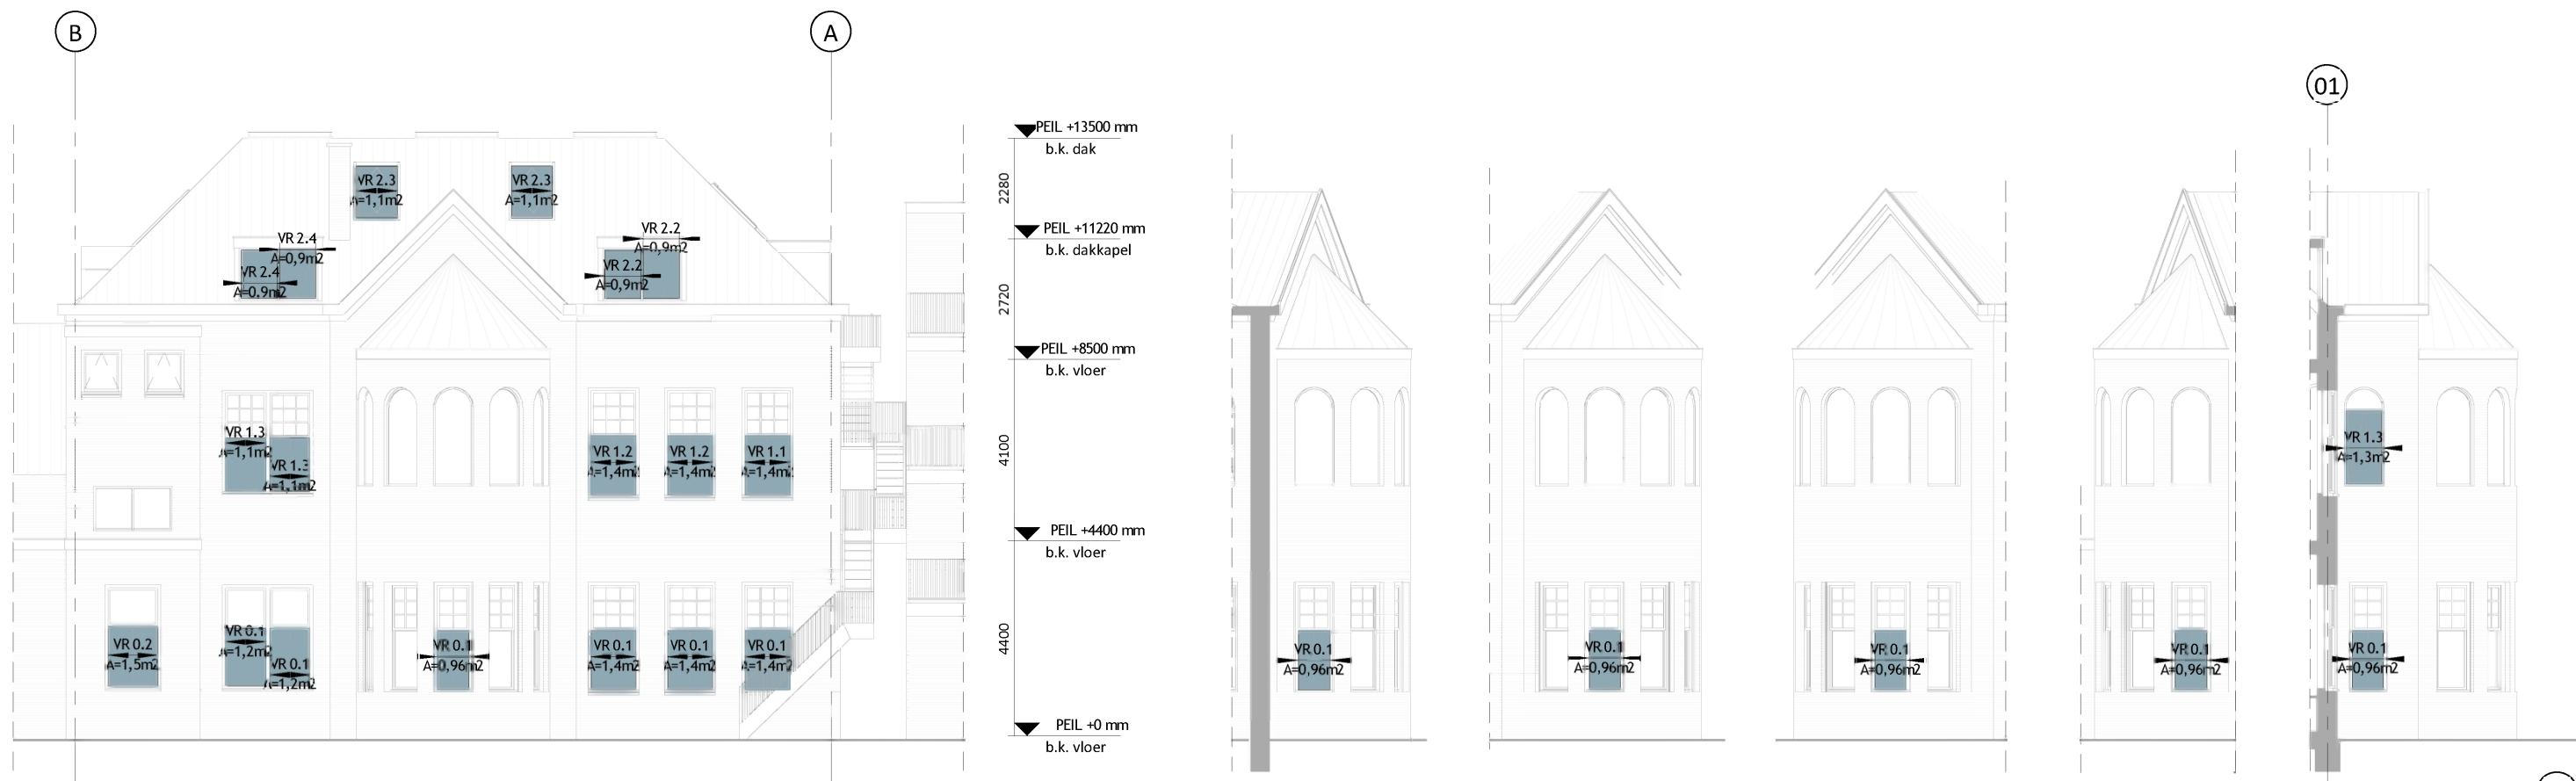 B
A
01
PEIL +13500 mm
b.k. dak
2280
VR 2.3
A=1,1m2
VR 2.3
A=1,1m2
PEIL +11220 mm
b.k. dakkapel
VR 2.4
A=0,9m2
VR 2.4
A=0,9m2
VR 2.2
A=0,9m2
VR 2.2
A=0,9m2
2720
PEIL +8500 mm
b.k. vloer
4100
VR 1.3
A=1,1m2
VR 1.3
A=1,1m2
VR 1.2
A=1,4m2
VR 1.2
A=1,4m2
VR 1.1
A=1,4m2
VR 1.3
A=1,3m2
PEIL +4400 mm
b.k. vloer
4400
VR 0.2
A=1,5m2
VR 0.1
A=1,2m2
VR 0.1
A=1,2m2
VR 0.1
A=0,96m2
VR 0.1
A=1,4m2
VR 0.1
A=1,4m2
VR 0.1
A=1,4m2
VR 0.1
A=0,96m2
VR 0.1
A=0,96m2
VR 0.1
A=0,96m2
VR 0.1
A=0,96m2
VR 0.1
A=0,96m2
PEIL +0 mm
b.k. vloer